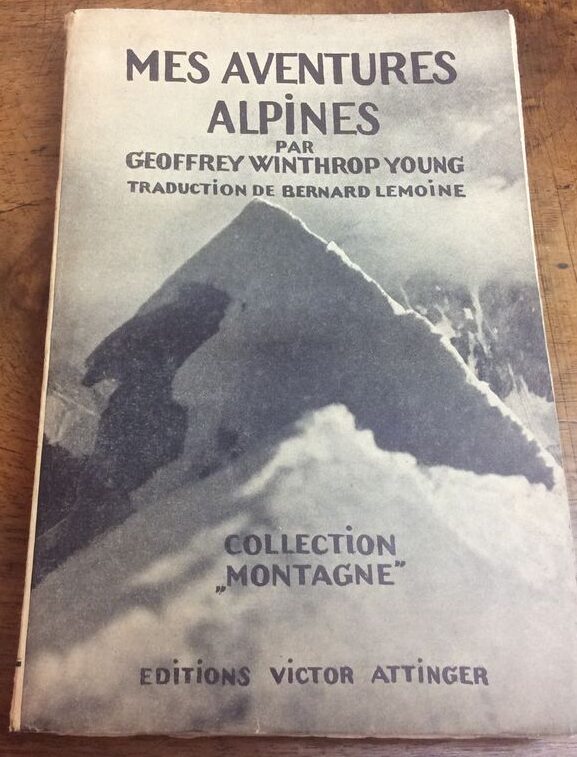 MES AVENTURES
ALPiNES
PAR
GEOFFREY WINTHROP YOUNG
TRADUCTiON DE BERNARD LEMOiNE
COLLECTiON
„MONTAGNE”
EDiTiONS ViCTOR ATTiNGER